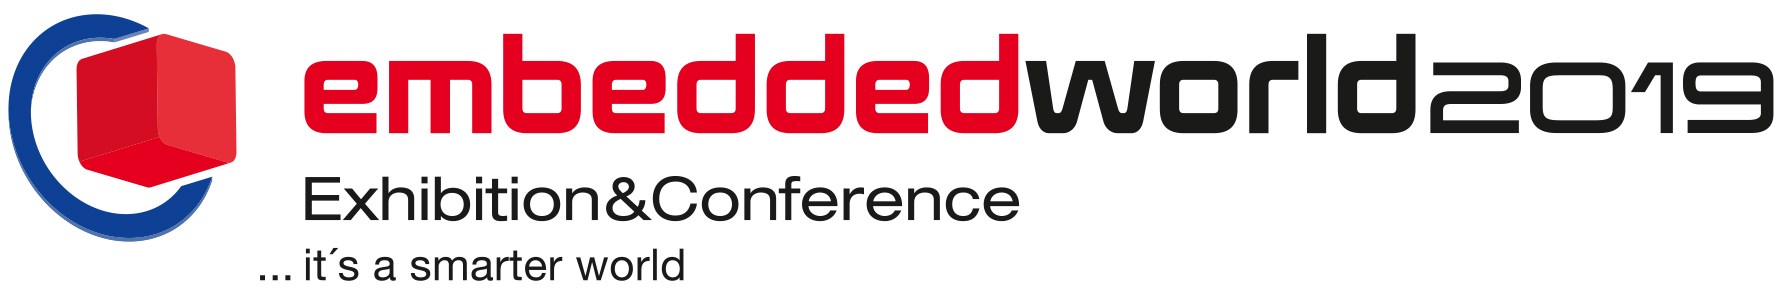 embeddedworld2019
Exhibition&Conference
... it´s a smarter world